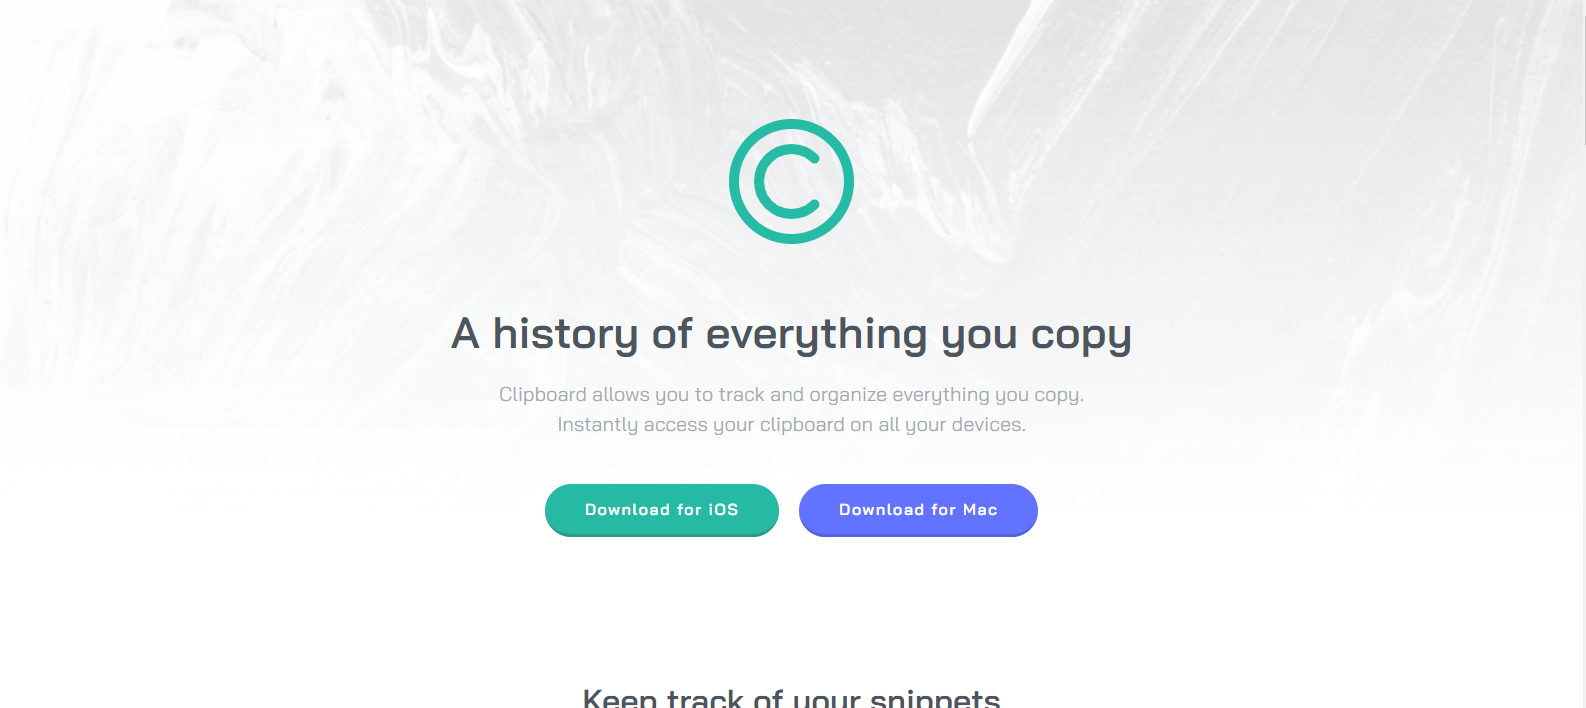 A history of everything you copy
Clipboard allows you to track and organize everything you copy.
Instantly access your clipboard on all your devices.
Download for iOS Download for Mac
Keep track of your snippets